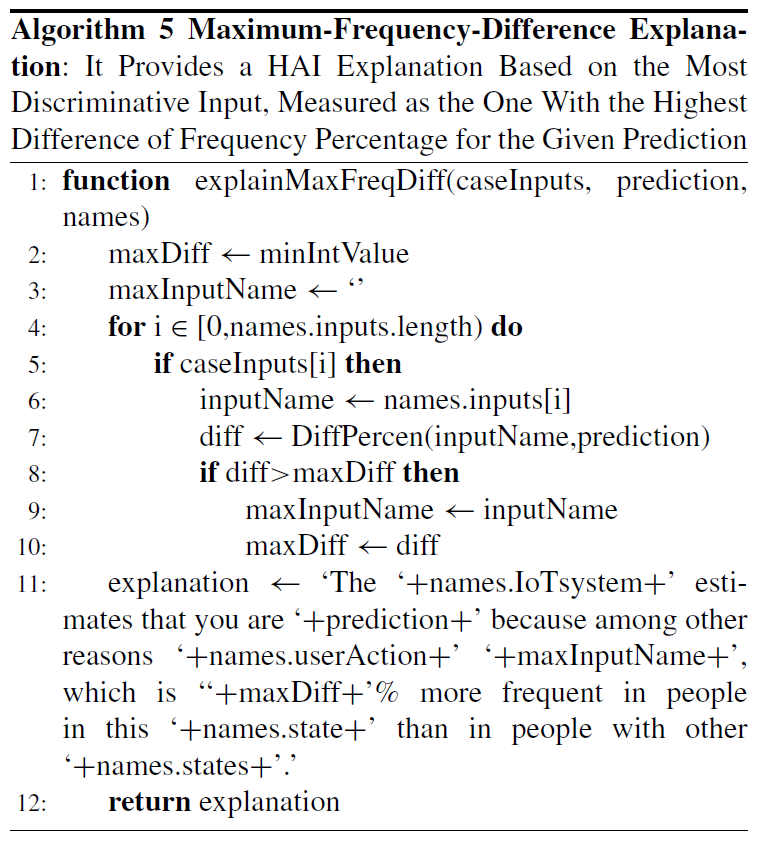 Algorithm 5 Maximum-Frequency-Difference Explana-
tion: It Provides a HAI Explanation Based on the Most
Discriminative Input, Measured as the One With the Highest
Difference of Frequency Percentage for the Given Prediction
1: function explainMaxFreqDiff(caseInputs, prediction,
names)
2: maxDiff ← minIntValue
3: maxInputName ← ‘’
4: for i ∈ [0,names.inputs.length) do
5: if caseInputs[i] then
6: inputName ← names.inputs[i]
7: diff ← DiffPercen(inputName,prediction)
8: if diff>maxDiff then
9: maxInputName ← inputName
10: maxDiff ← diff
11: explanation ← ‘The ‘+names.IoTsystem+’ esti-
mates that you are ‘+prediction+’ because among other
reasons ‘+names.userAction+’ ‘+maxInputName+’,
which is “+maxDiff+’% more frequent in people
in this ‘+names.state+’ than in people with other
‘+names.states+’.’
12: return explanation